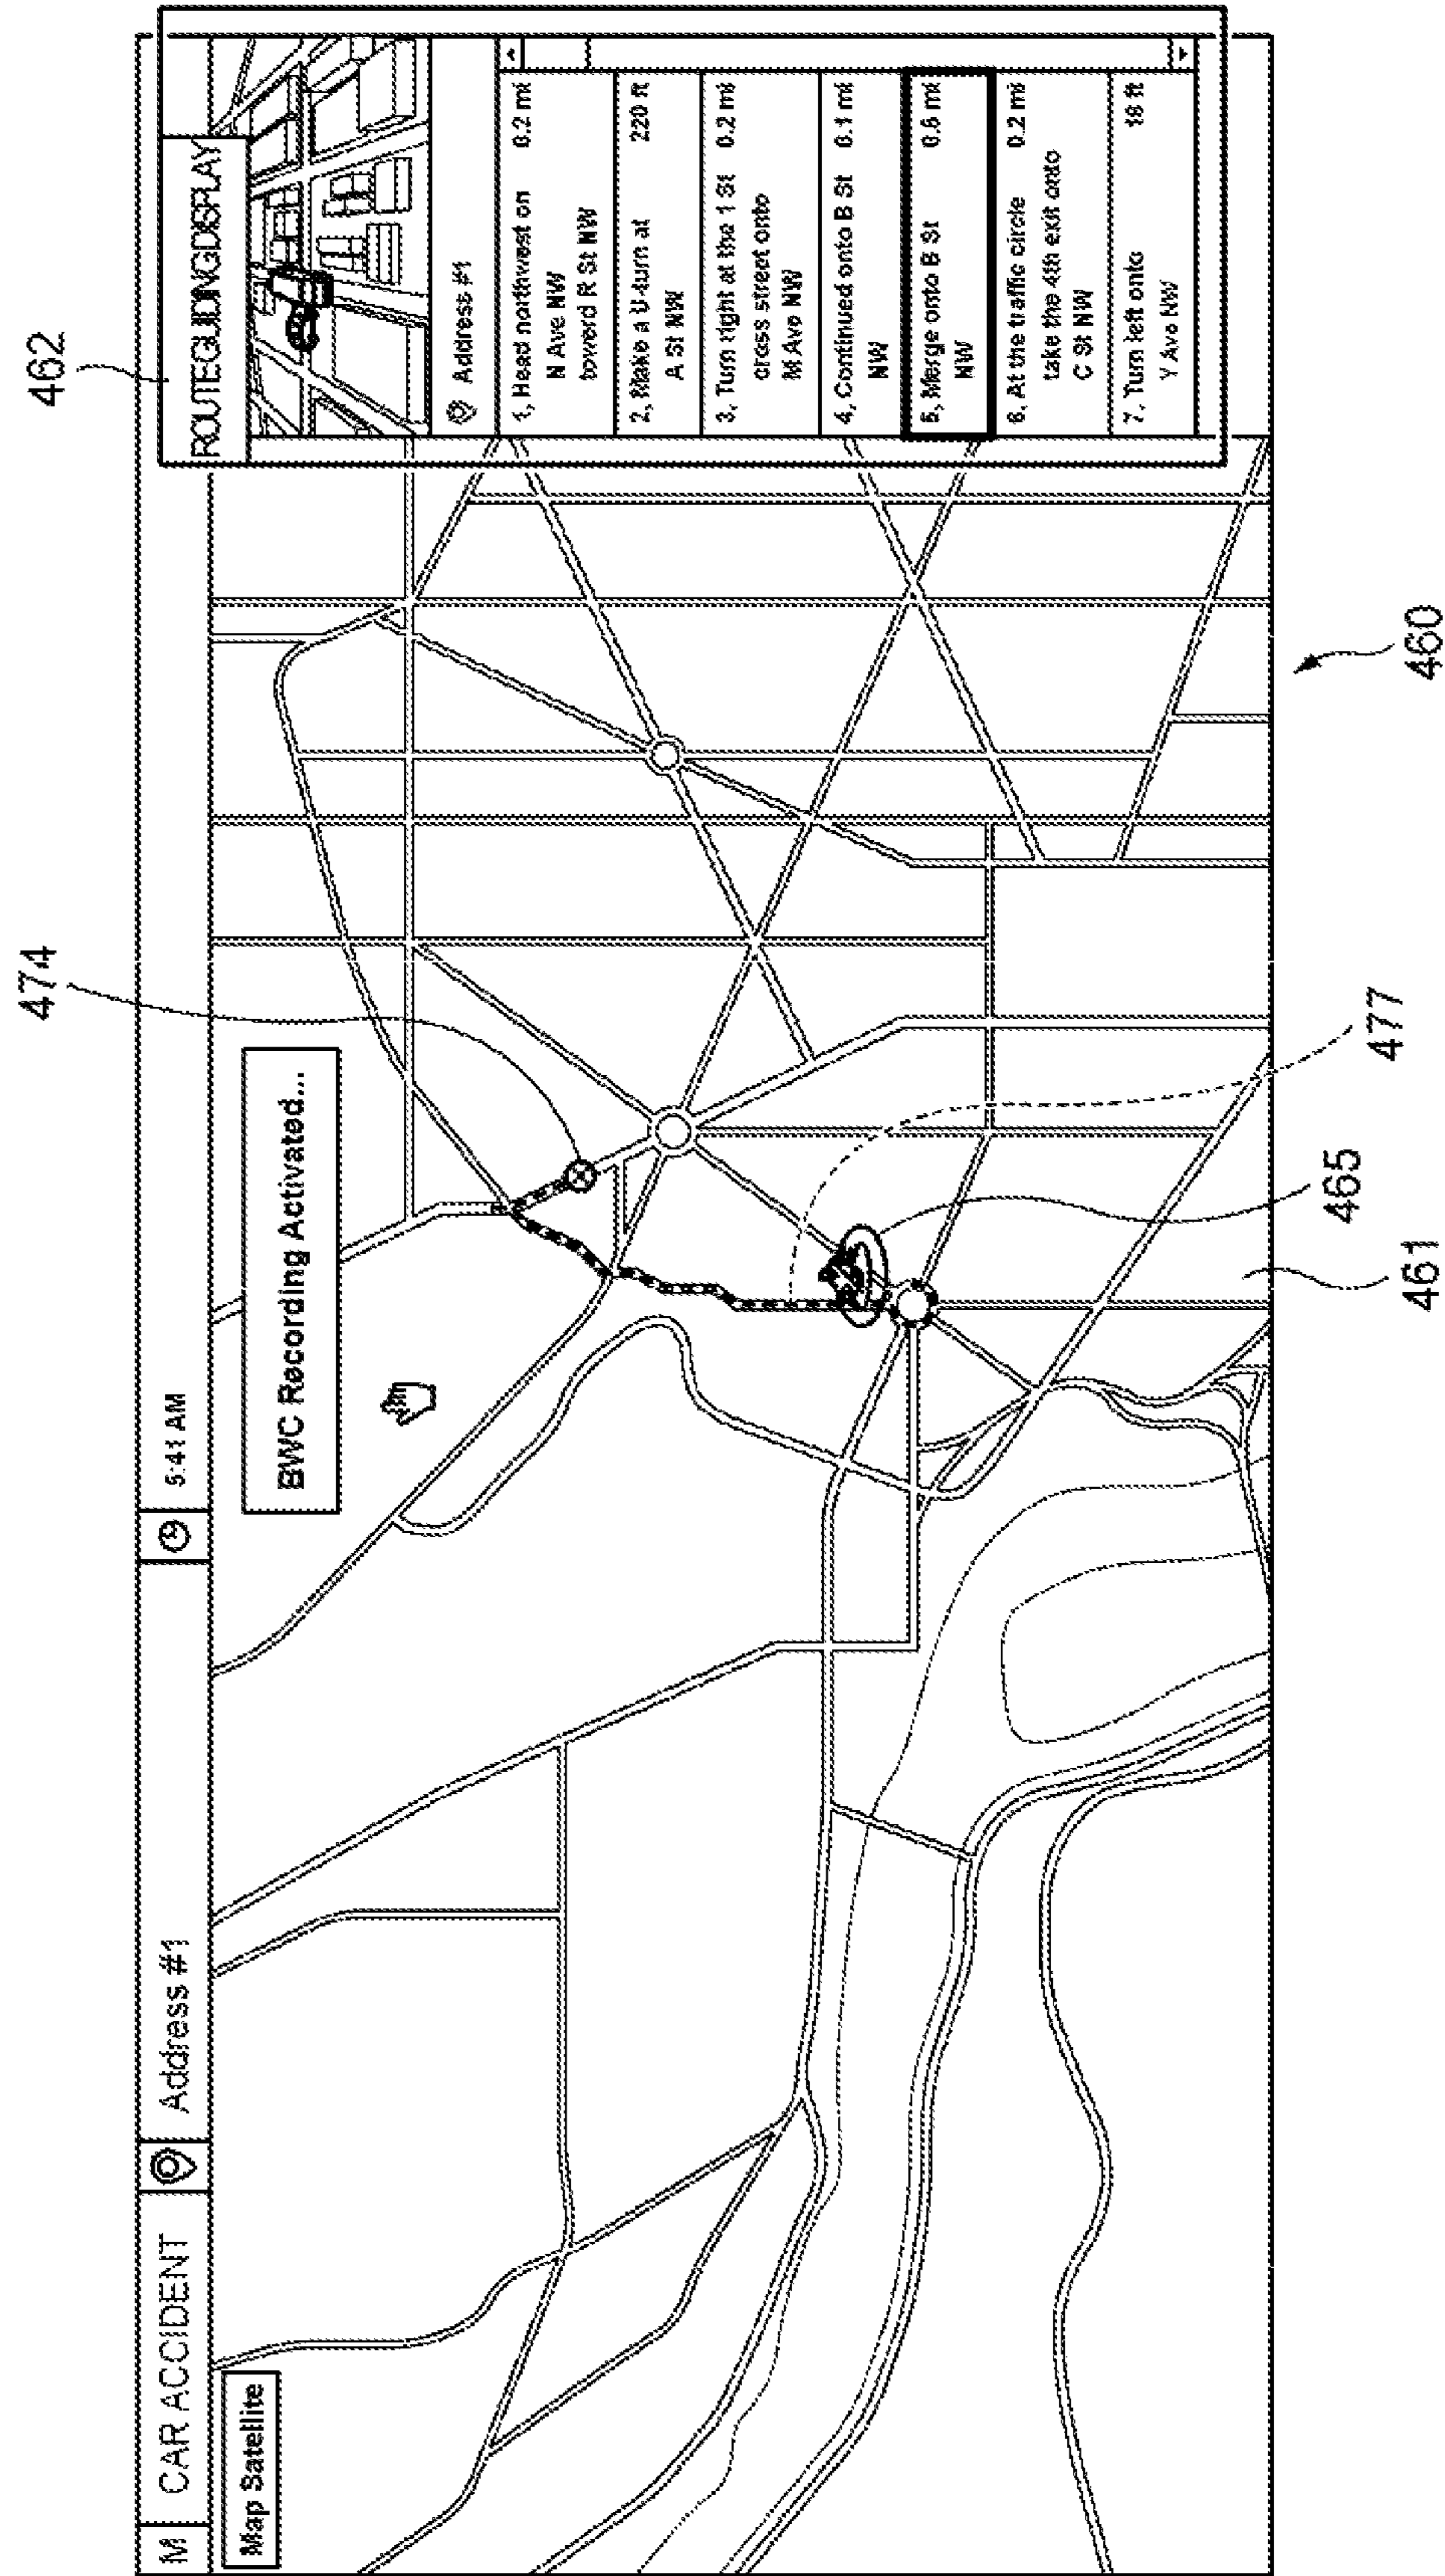 M CAR ACCIDENT Address #1 5:41 AM
Map Satellite
BWC Recording Activated...
ROUTEGUIDINGDISPLAY
Address #1
1, Head northwest on 0.2 mi
N Ave NW
toward R St NW
2, Make a U-turn at 220 ft
A St NW
3, Turn right at the 1 St 0.2 mi
cross street onto
M Ave NW
4, Continued onto B St 0.1 mi
NW
5, Merge onto B St 0.6 mi
NW
6, At the traffic circle 0.2 mi
take the 4th exit onto
C St NW
7, Turn left onto 18 ft
Y Ave NW
462
474
477
465
461
460